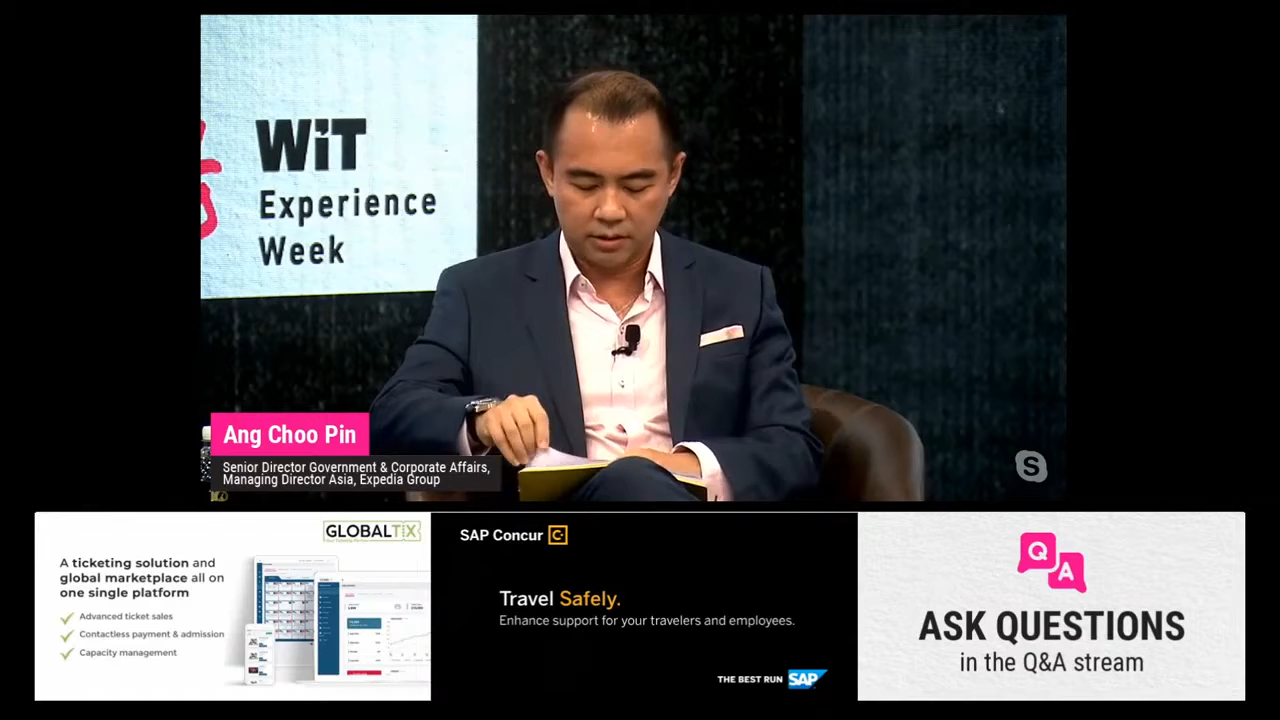 WiT
Experience
Week
Ang Choo Pin
Senior Director Government & Corporate Affairs,
Managing Director Asia, Expedia Group
S
GLOBALTiX
A ticketing solution and
global marketplace all on
one single platform
Advanced ticket sales
Contactless payment & admission
Capacity management
SAP Concur C
Travel Safely.
Enhance support for your travelers and employees.
THE BEST RUN SAP
Q
A
ASK QUESTIONS
in the Q&A stream